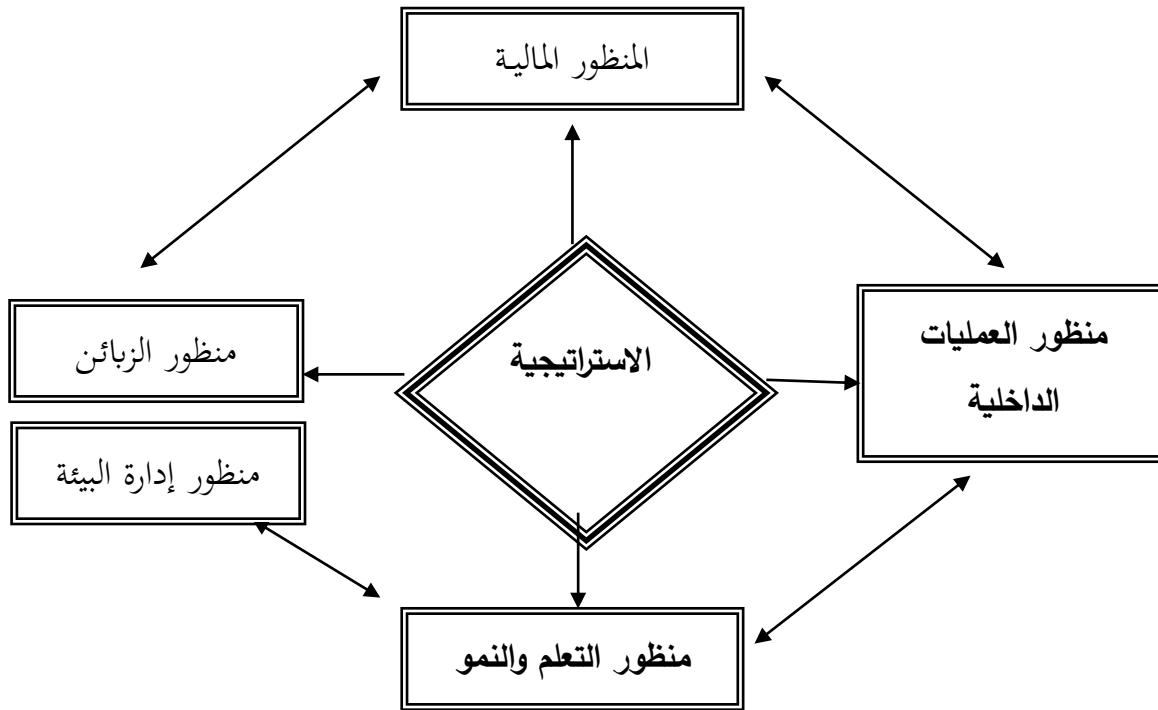 المنظور المالية
منظور العمليات
الداخلية
الاستراتيجية
منظور الزبائن
منظور إدارة البيئة
منظور التعلم والنمو